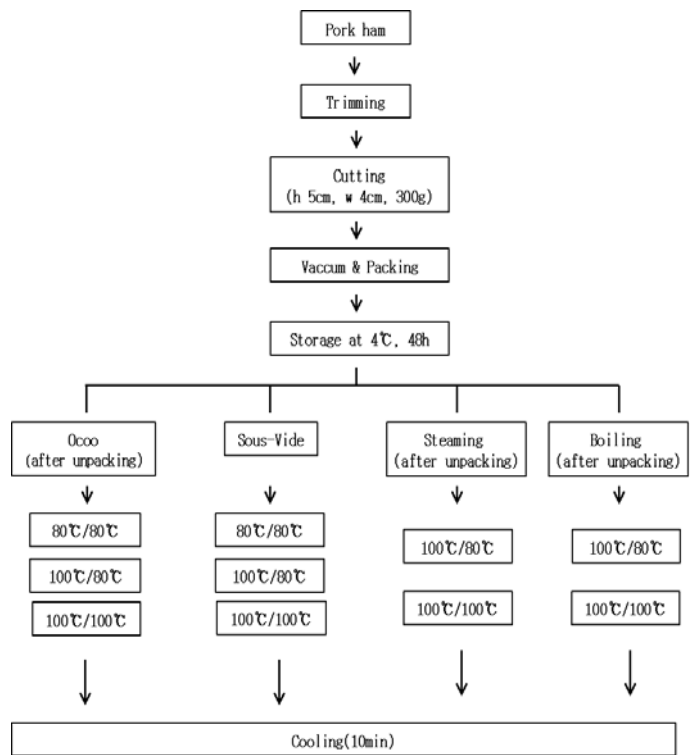 Pork ham
Trimming
Cutting
(h 5cm, w 4cm, 300g)
Vaccum & Packing
Storage at 4℃, 48h
Ocoo
(after unpacking)
Sous-Vide
Steaming
(after unpacking)
Boiling
(after unpacking)
80℃/80℃
100℃/80℃
100℃/100℃
80℃/80℃
100℃/80℃
100℃/100℃
100℃/80℃
100℃/100℃
100℃/80℃
100℃/100℃
Cooling(10min)